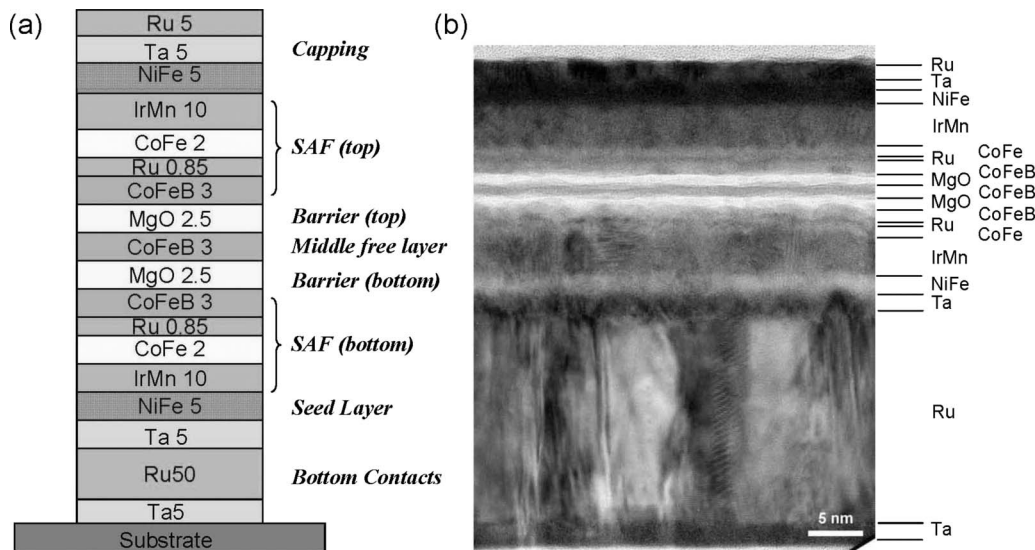 (a)
Ru 5
Ta 5
NiFe 5
IrMn 10
CoFe 2
Ru 0.85
CoFeB 3
MgO 2.5
CoFeB 3
MgO 2.5
CoFeB 3
Ru 0.85
CoFe 2
IrMn 10
NiFe 5
Ta 5
Ru50
Ta5
Substrate
Capping
SAF (top)
Barrier (top)
Middle free layer
Barrier (bottom)
SAF (bottom)
Seed Layer
Bottom Contacts
(b)
Ru
Ta
NiFe
IrMn
CoFe
Ru
CoFeB
MgO
CoFeB
MgO
CoFeB
Ru
CoFe
IrMn
NiFe
Ta
Ru
Ta
5 nm